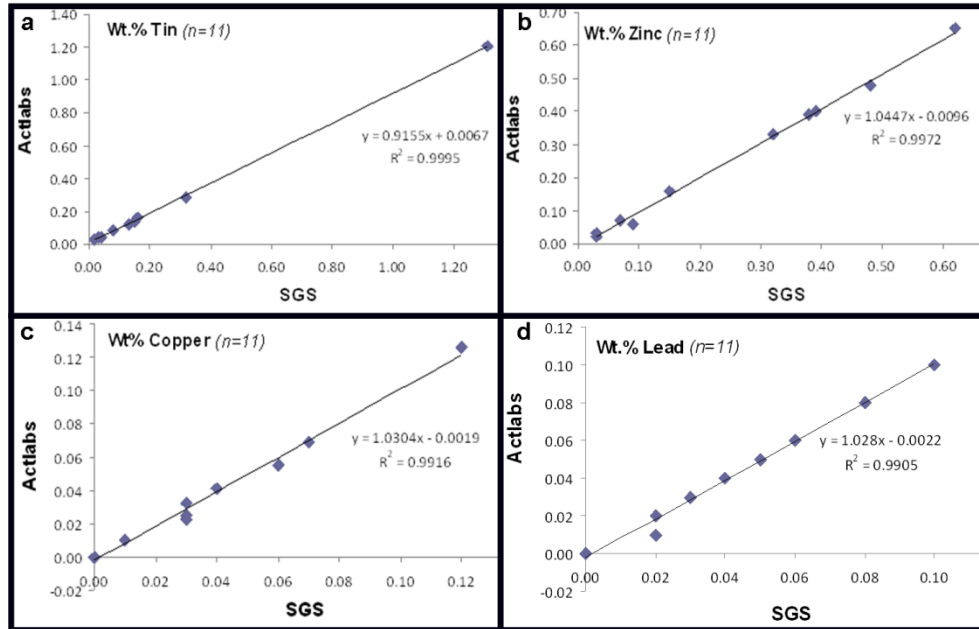 a
Wt.% Tin (n=11)
Actlabs
1.40
1.20
1.00
0.80
0.60
0.40
0.20
0.00
y = 0.9155x + 0.0067
R² = 0.9995
0.00 0.20 0.40 0.60 0.80 1.00 1.20
SGS
b
Wt.% Zinc (n=11)
Actlabs
0.70
0.60
0.50
0.40
0.30
0.20
0.10
0.00
y = 1.0447x - 0.0096
R² = 0.9972
0.00 0.10 0.20 0.30 0.40 0.50 0.60
SGS
c
Wt% Copper (n=11)
Actlabs
0.14
0.12
0.10
0.08
0.06
0.04
0.02
0.00
-0.02
y = 1.0304x - 0.0019
R² = 0.9916
0.00 0.02 0.04 0.06 0.08 0.10 0.12
SGS
d
Wt.% Lead (n=11)
Actlabs
0.12
0.10
0.08
0.06
0.04
0.02
0.00
-0.02
y = 1.028x - 0.0022
R² = 0.9905
0.00 0.02 0.04 0.06 0.08 0.10
SGS